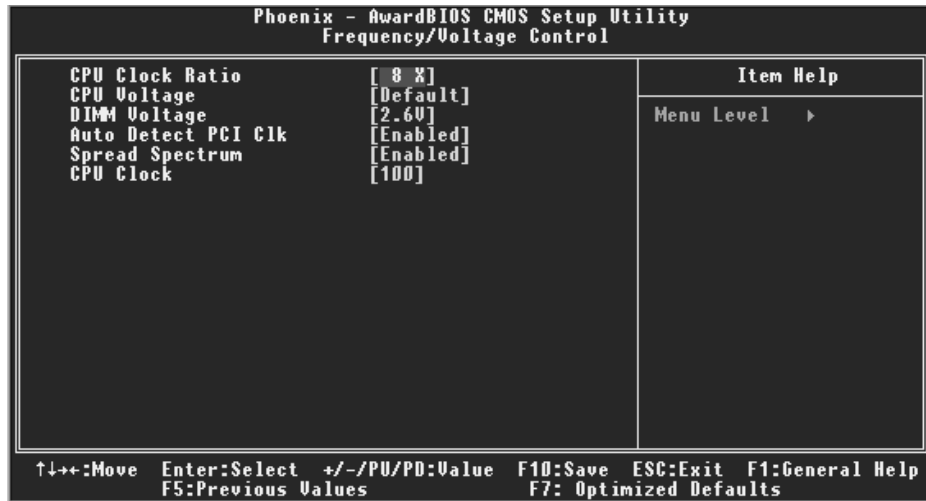 Phoenix - AwardBIOS CMOS Setup Utility
Frequency/Voltage Control
CPU Clock Ratio [ 8 X]
CPU Voltage [Default]
DIMM Voltage [2.6V]
Auto Detect PCI Clk [Enabled]
Spread Spectrum [Enabled]
CPU Clock [100]
Item Help
Menu Level ▸
↑↓→←:Move Enter:Select +/-/PU/PD:Value F10:Save ESC:Exit F1:General Help
F5:Previous Values F7: Optimized Defaults